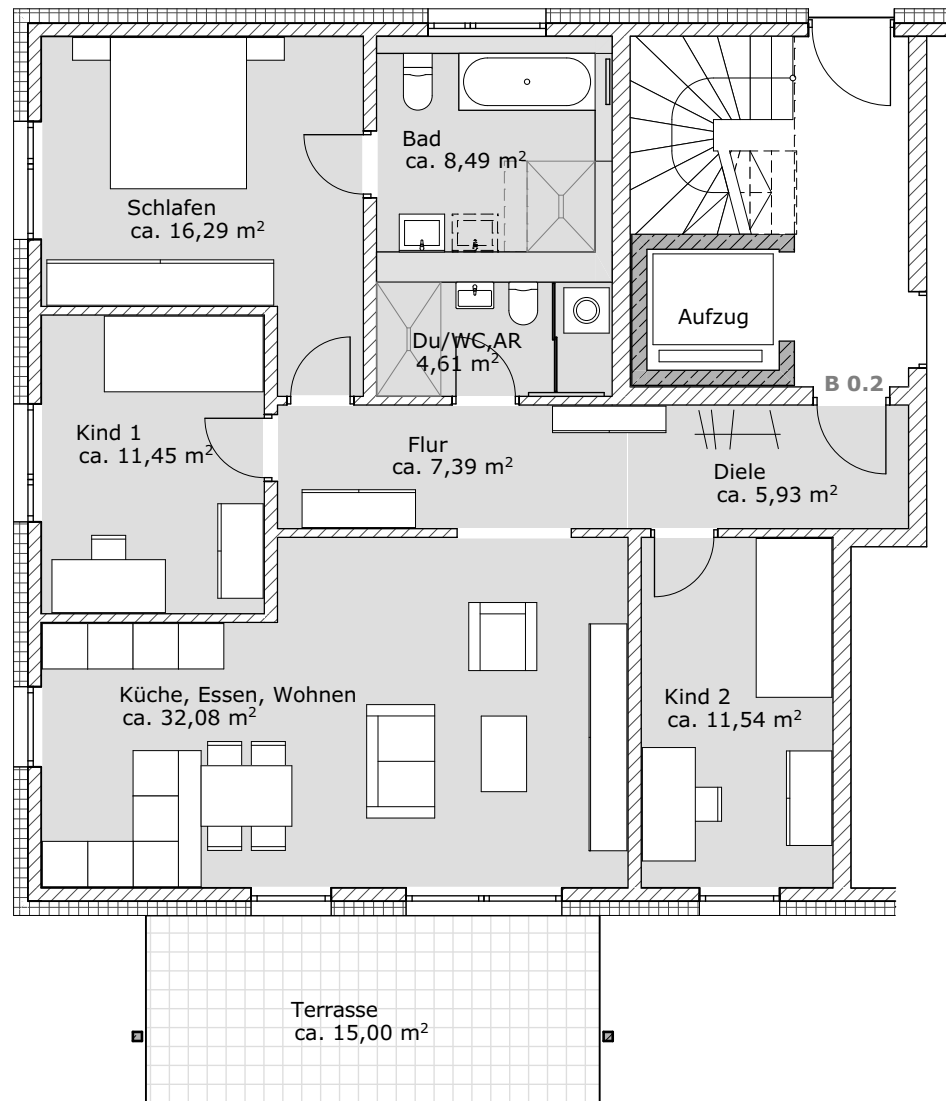 Bad
ca. 8,49 m²
Schlafen
ca. 16,29 m²
Aufzug
Du/WC,AR
4,61 m²
B 0.2
Kind 1
ca. 11,45 m²
Flur
ca. 7,39 m²
Diele
ca. 5,93 m²
Küche, Essen, Wohnen
ca. 32,08 m²
Kind 2
ca. 11,54 m²
Terrasse
ca. 15,00 m²